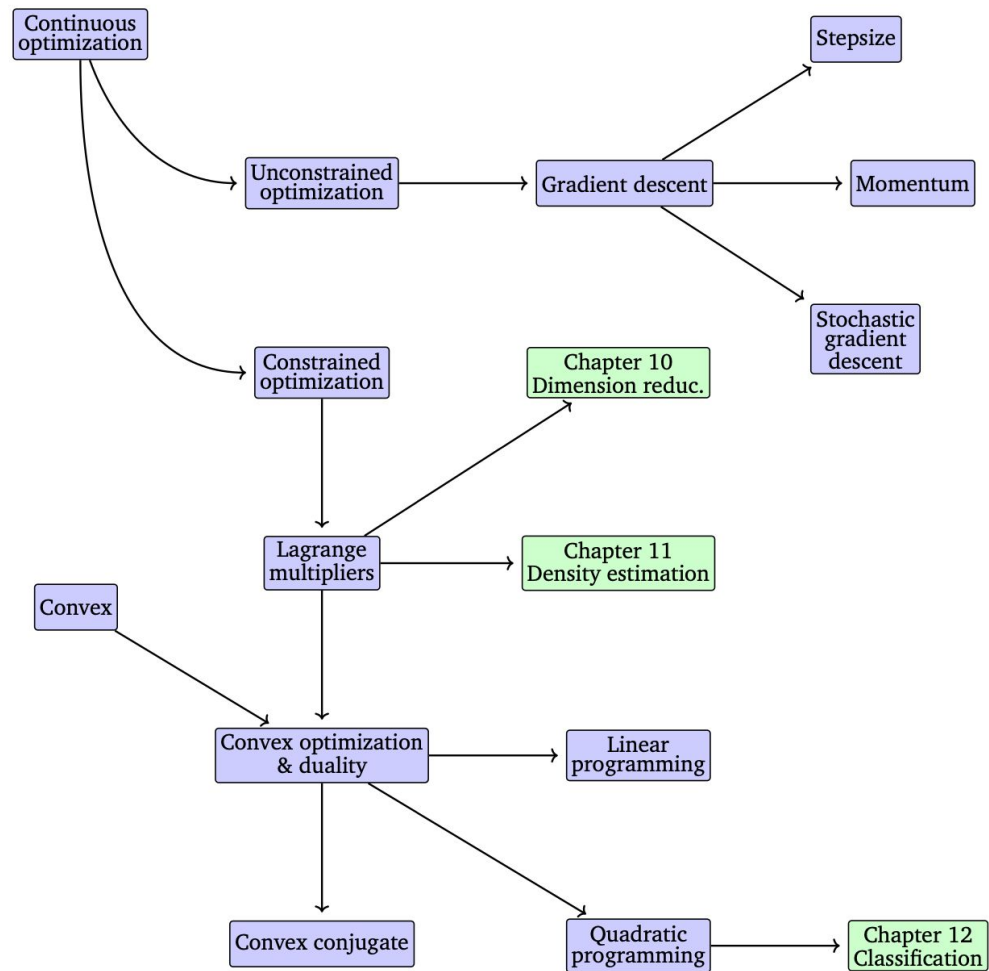 Continuous
optimization
Stepsize
Unconstrained
optimization
Gradient descent
Momentum
Stochastic
gradient
descent
Constrained
optimization
Chapter 10
Dimension reduc.
Lagrange
multipliers
Chapter 11
Density estimation
Convex
Convex optimization
& duality
Linear
programming
Convex conjugate
Quadratic
programming
Chapter 12
Classification